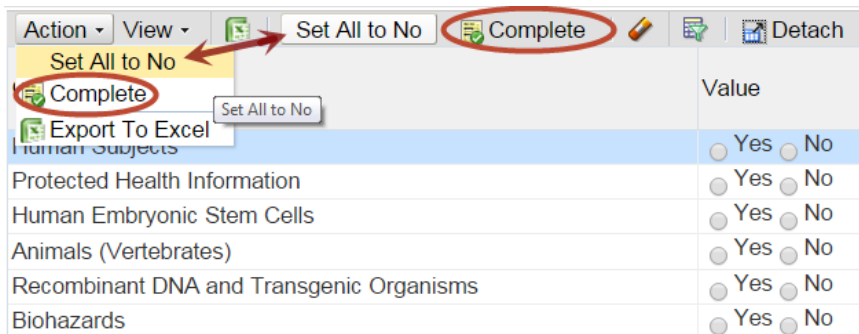 Action View Set All to No Complete Detach
Set All to No
Complete
Value
Set All to No
Export To Excel
Human Subjects Yes No
Protected Health Information Yes No
Human Embryonic Stem Cells Yes No
Animals (Vertebrates) Yes No
Recombinant DNA and Transgenic Organisms Yes No
Biohazards Yes No